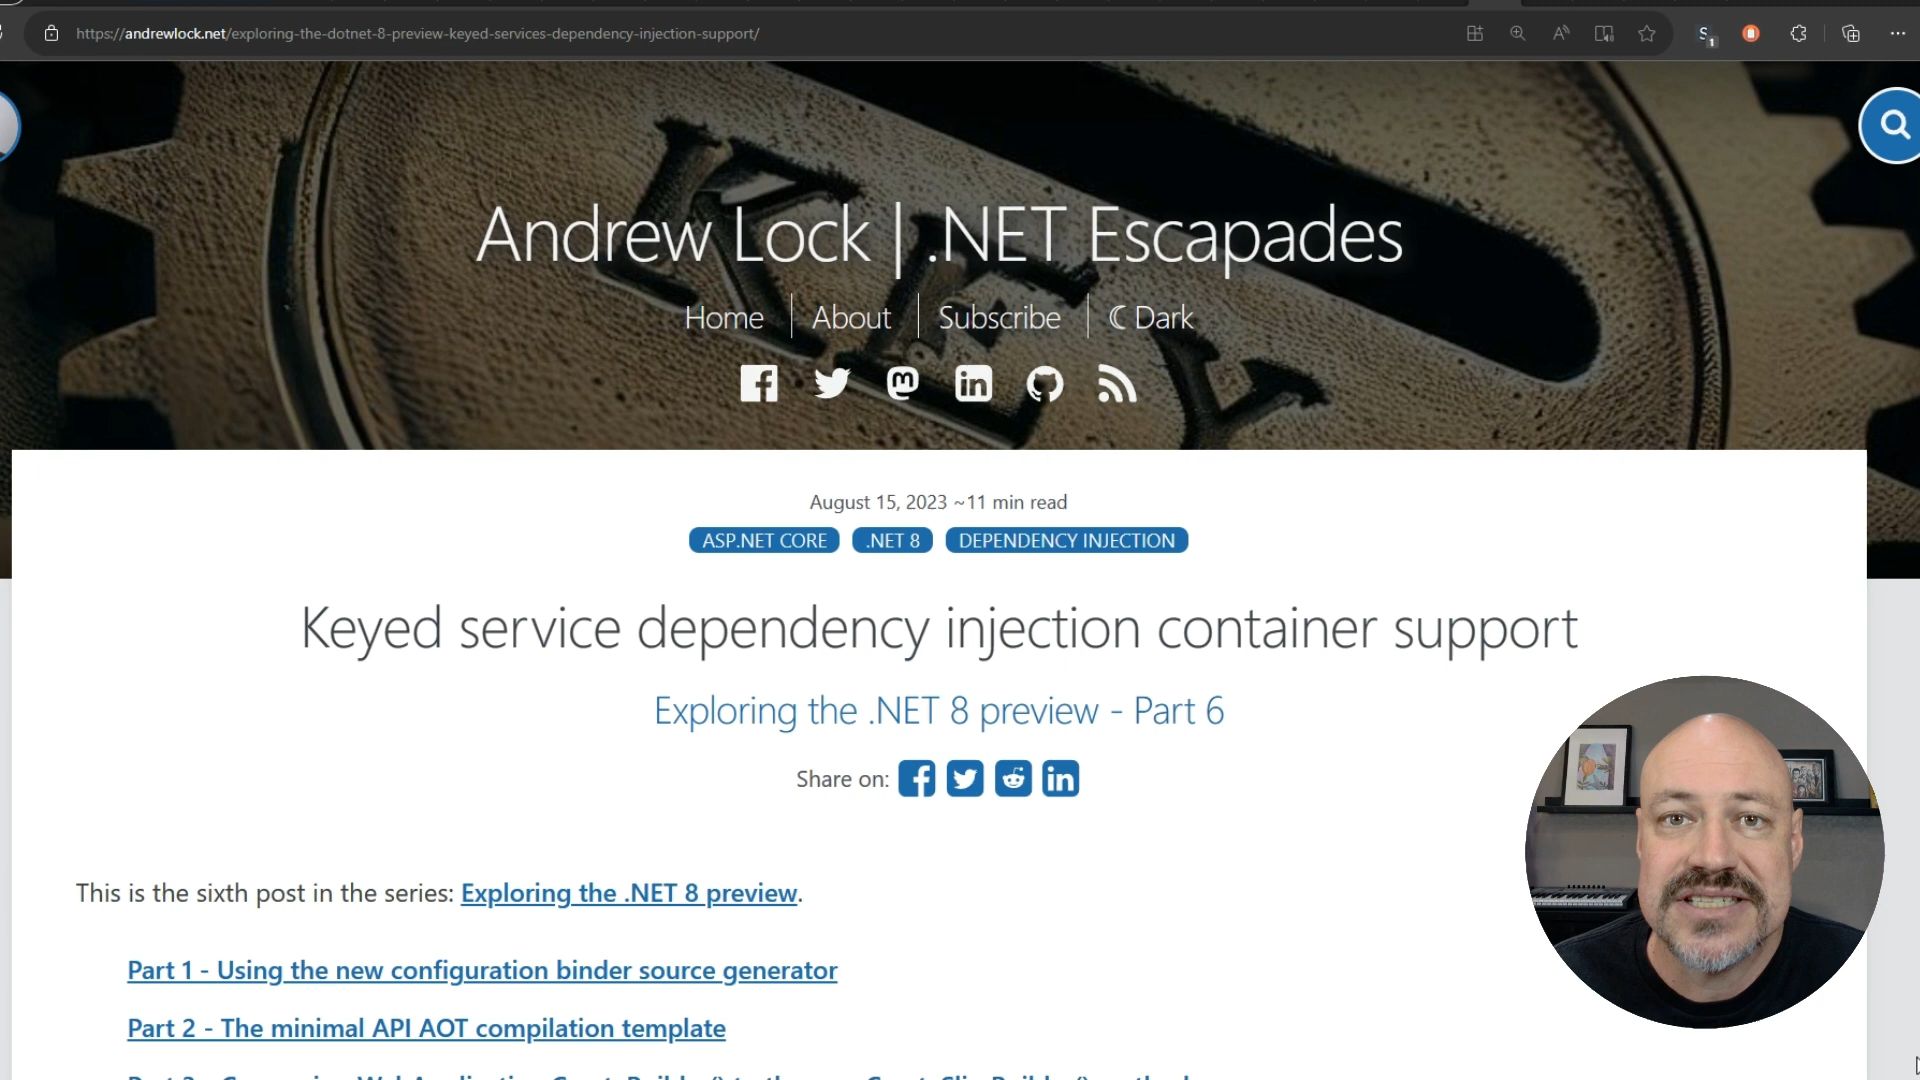 https://andrewlock.net/exploring-the-dotnet-8-preview-keyed-services-dependency-injection-support/
KEY
Andrew Lock | .NET Escapades
Home
About
Subscribe
Dark
August 15, 2023 ~11 min read
ASP.NET CORE .NET 8 DEPENDENCY INJECTION
Keyed service dependency injection container support
Exploring the .NET 8 preview - Part 6
Share on:
This is the sixth post in the series: Exploring the .NET 8 preview.
Part 1 - Using the new configuration binder source generator
Part 2 - The minimal API AOT compilation template